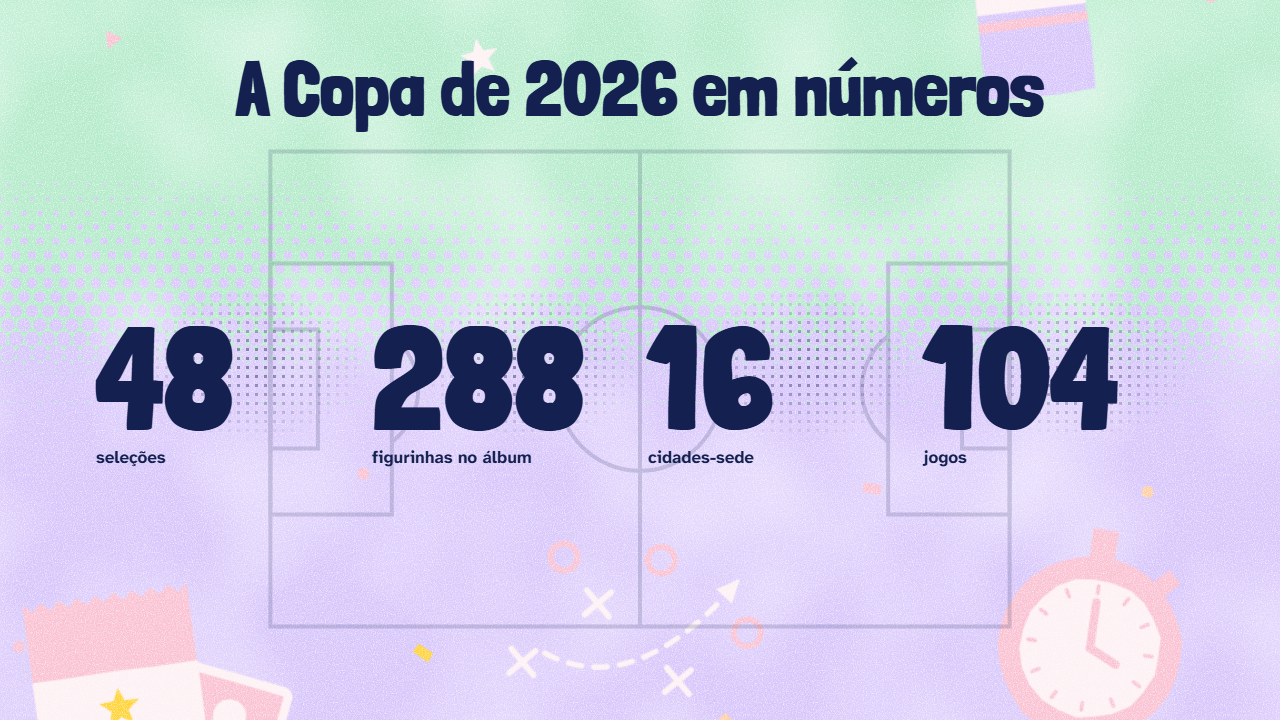 A Copa de 2026 em números
48
seleções
288
figurinhas no álbum
16
cidades-sede
104
jogos